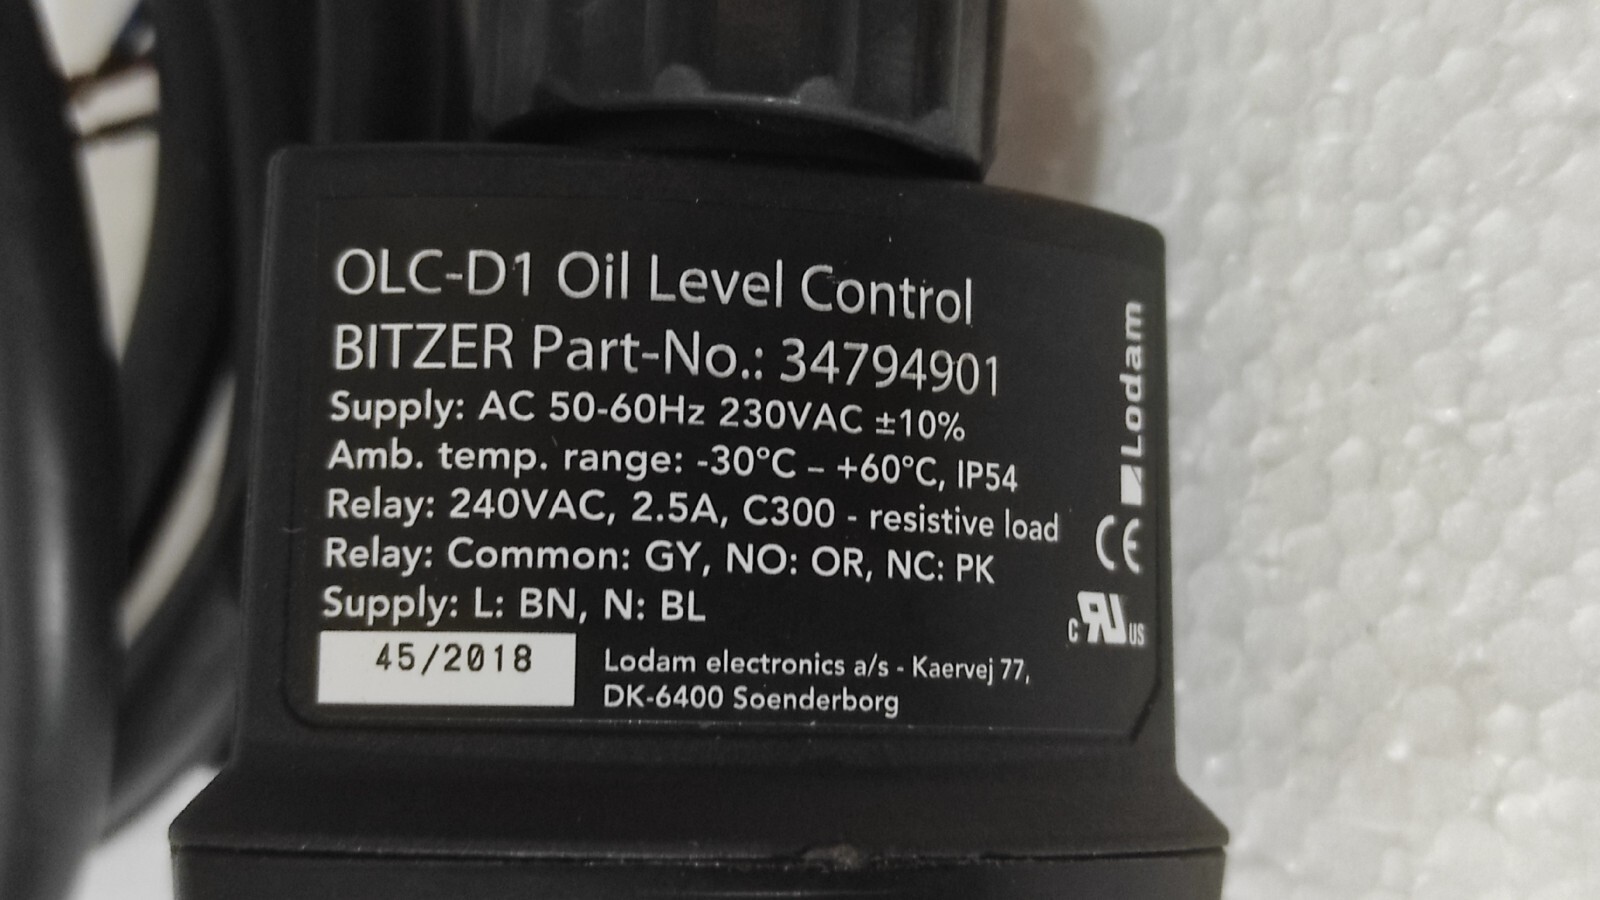 OLC-D1 Oil Level Control
BITZER Part-No.: 34794901
Supply: AC 50-60Hz 230VAC ±10%
Amb. temp. range: -30°C – +60°C, IP54
Relay: 240VAC, 2.5A, C300 - resistive load
Relay: Common: GY, NO: OR, NC: PK
Supply: L: BN, N: BL
45/2018
Lodam electronics a/s - Kaervej 77,
DK-6400 Soenderborg
Lodam
CE
c RU us